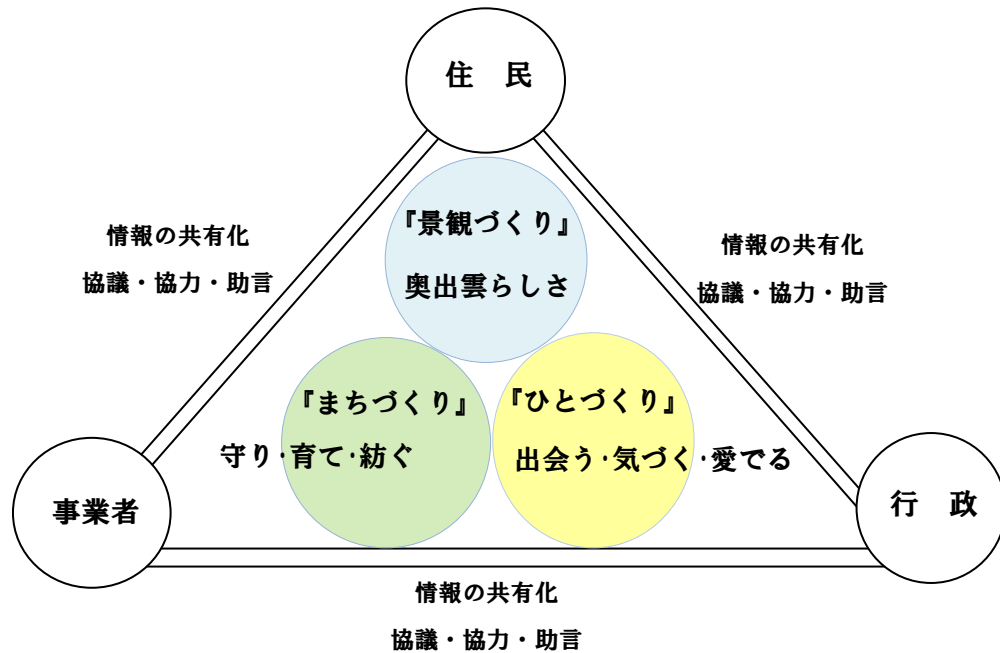 住　民
『景観づくり』
奥出雲らしさ
情報の共有化
協議・協力・助言
情報の共有化
協議・協力・助言
『まちづくり』
守り・育て・紡ぐ
『ひとづくり』
出会う・気づく・愛でる
事業者
行　政
情報の共有化
協議・協力・助言